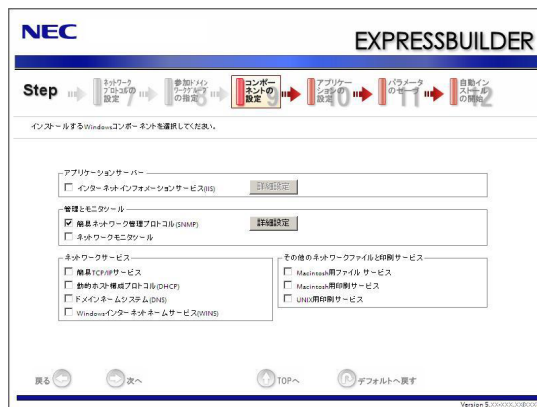 NEC
EXPRESSBUILDER
Step
ネットワーク
プロトコルの
設定 7
参加ドメイン
ワークグループ
の指定 8
コンポー
ネントの
設定 9
アプリケー
ションの
設定 10
パラメータ
のセーブ 11
自動イン
ストール
の開始 12
インストールするWindowsコンポーネントを選択してください。
アプリケーションサーバー
インターネットインフォメーションサービス(IIS)
詳細設定
管理とモニタツール
簡易ネットワーク管理プロトコル(SNMP)
詳細設定
ネットワークモニタツール
ネットワークサービス
簡易TCP/IPサービス
動的ホスト構成プロトコル(DHCP)
ドメインネームシステム(DNS)
Windowsインターネットネームサービス(WINS)
その他のネットワークファイルと印刷サービス
Macintosh用ファイル サービス
Macintosh用印刷サービス
UNIX用印刷サービス
戻る
次へ
TOPへ
デフォルトへ戻す
Version 5.